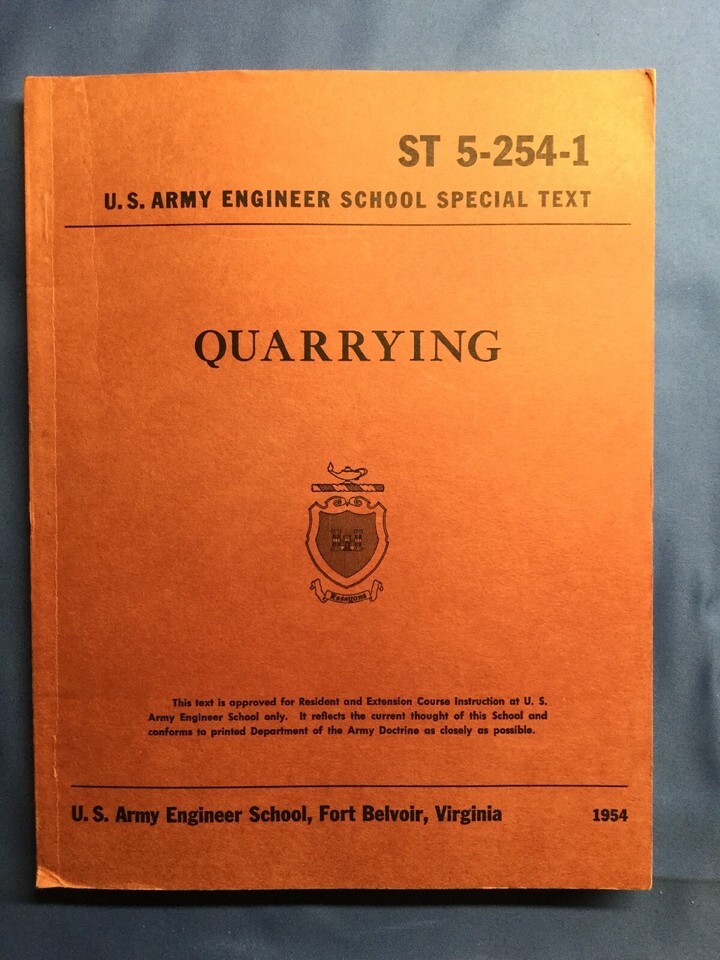 ST 5-254-1
U.S. ARMY ENGINEER SCHOOL SPECIAL TEXT
QUARRYING
Essayons
This text is approved for Resident and Extension Course Instruction at U. S.
Army Engineer School only. It reflects the current thought of this School and
conforms to printed Department of the Army Doctrine as closely as possible.
U. S. Army Engineer School, Fort Belvoir, Virginia 1954